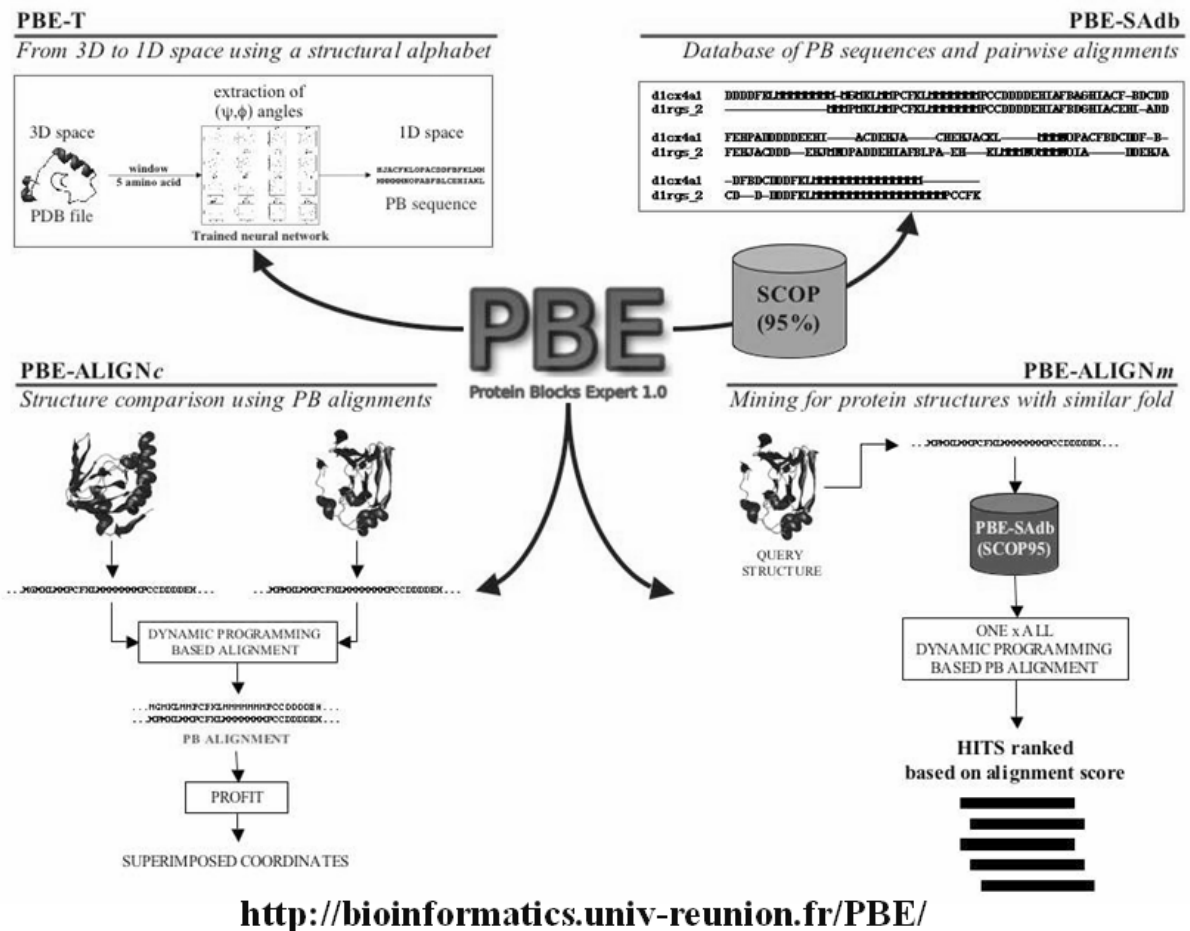 PBE-T
From 3D to 1D space using a structural alphabet
extraction of
(ψ,ϕ) angles
3D space
1D space
window
5 amino acid
PDB file
PB sequence
Trained neural network
PBE-SAdb
Database of PB sequences and pairwise alignments
d1cx4a1
d1rgs_2
d1cx4a1
d1rgs_2
d1cx4a1
d1rgs_2
SCOP
(95%)
PBE
Protein Blocks Expert 1.0
PBE-ALIGNc
Structure comparison using PB alignments
DYNAMIC PROGRAMMING
BASED ALIGNMENT
PB ALIGNMENT
PROFIT
SUPERIMPOSED COORDINATES
PBE-ALIGNm
Mining for protein structures with similar fold
QUERY
STRUCTURE
PBE-SAdb
(SCOP95)
ONE x ALL
DYNAMIC PROGRAMMING
BASED PB ALIGNMENT
HITS ranked
based on alignment score
http://bioinformatics.univ-reunion.fr/PBE/